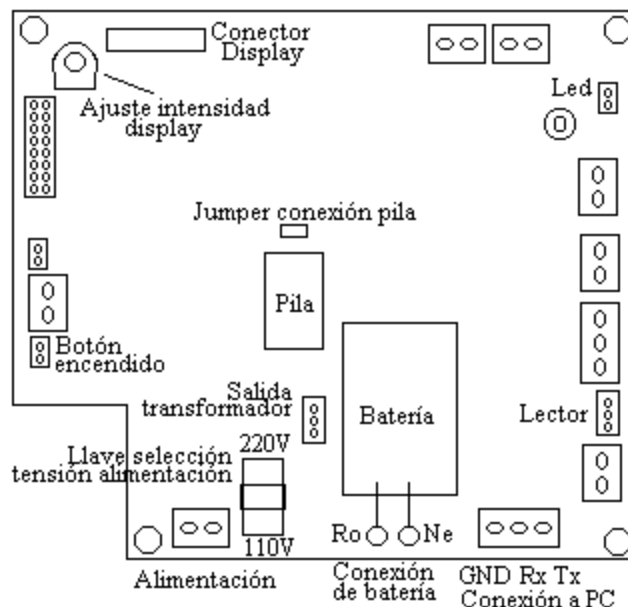 Conector
Display
Led
Ajuste intensidad
display
Jumper conexión pila
Pila
Botón
encendido
Salida
transformador
Batería
Lector
220V
Llave selección
tensión alimentación
110V
Ro
Ne
Alimentación
Conexión
de batería
GND Rx Tx
Conexión a PC